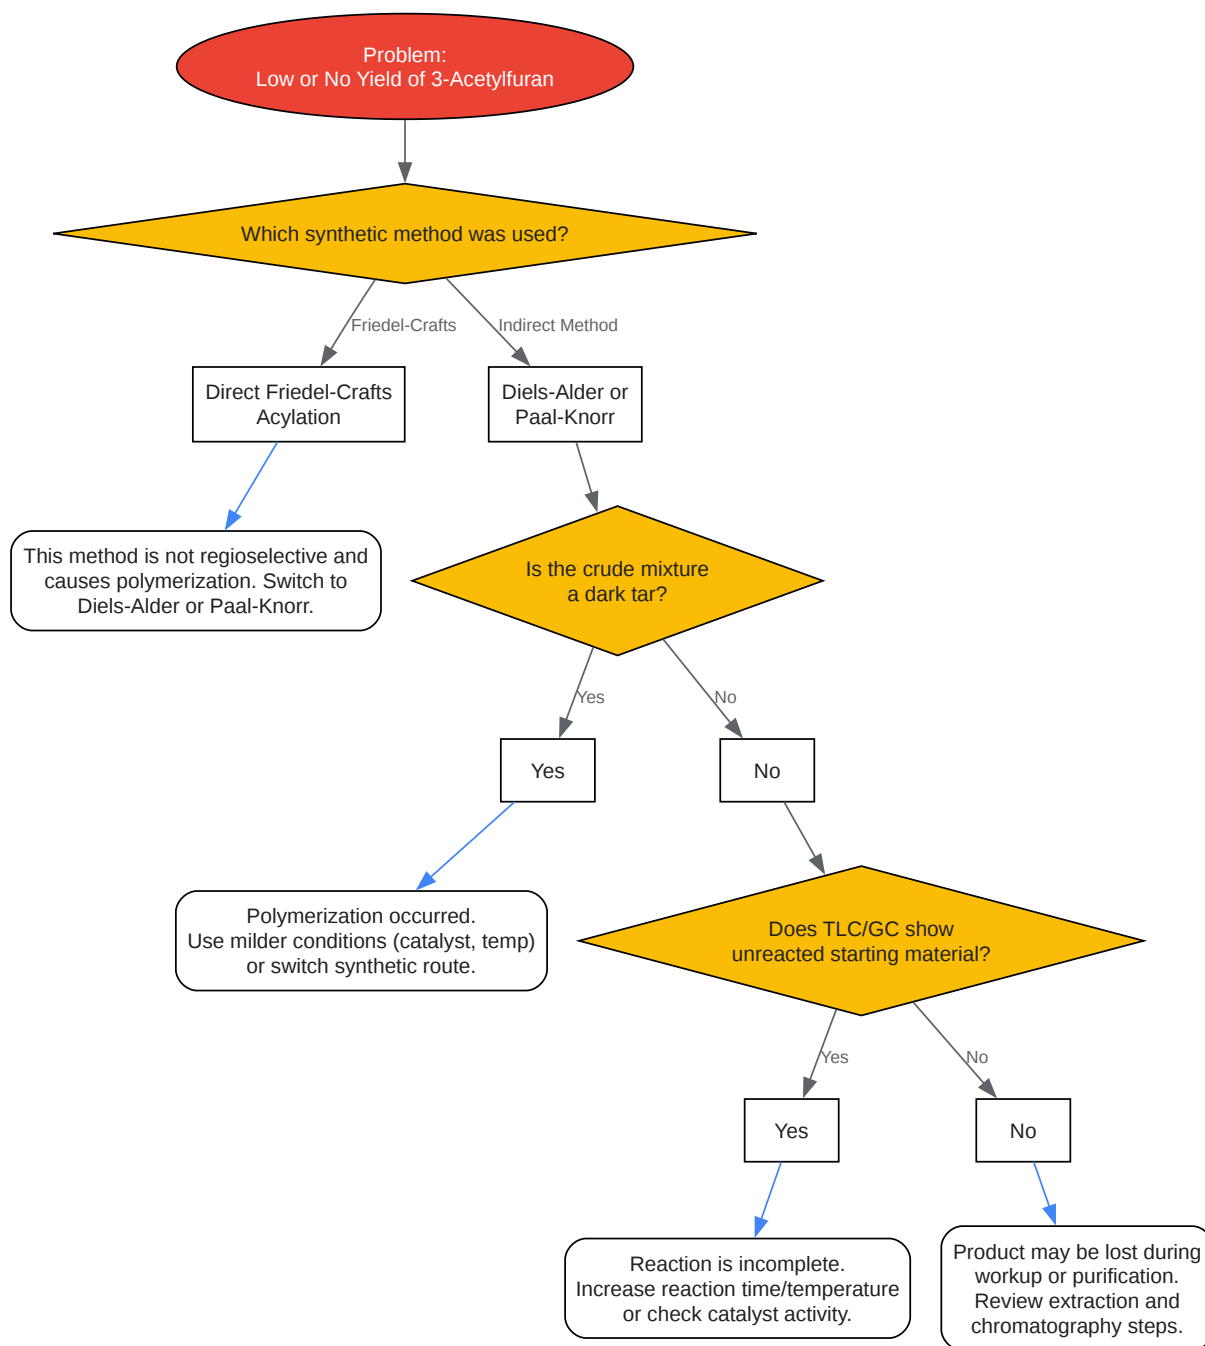 Problem:
Low or No Yield of 3-Acetylfuran
Which synthetic method was used?
Friedel-Crafts
Indirect Method
Direct Friedel-Crafts
Acylation
Diels-Alder or
Paal-Knorr
This method is not regioselective and
causes polymerization. Switch to
Diels-Alder or Paal-Knorr.
Is the crude mixture
a dark tar?
Yes
No
Yes
No
Polymerization occurred.
Use milder conditions (catalyst, temp)
or switch synthetic route.
Does TLC/GC show
unreacted starting material?
Yes
No
Yes
No
Reaction is incomplete.
Increase reaction time/temperature
or check catalyst activity.
Product may be lost during
workup or purification.
Review extraction and
chromatography steps.